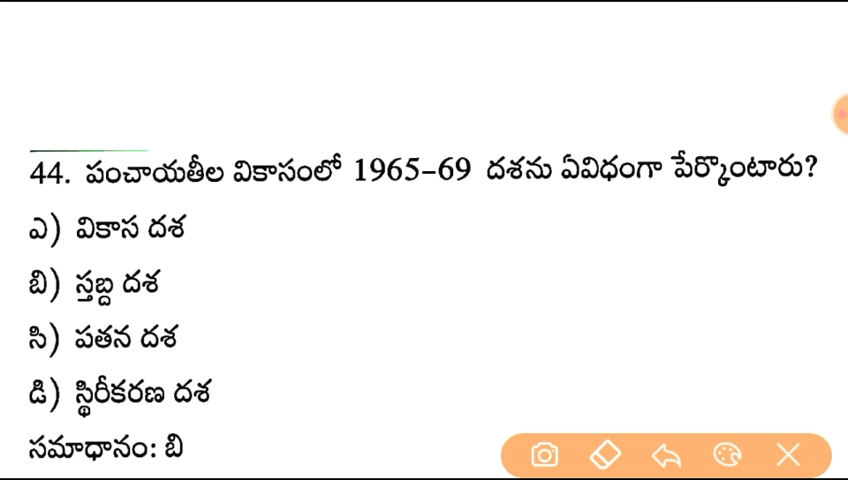 44. పంచాయతీల వికాసంలో 1965-69 దశను ఏవిధంగా పేర్కొంటారు?
ఎ) వికాస దశ
బి) స్తబ్ద దశ
సి) పతన దశ
డి) స్థిరీకరణ దశ
సమాధానం: బి